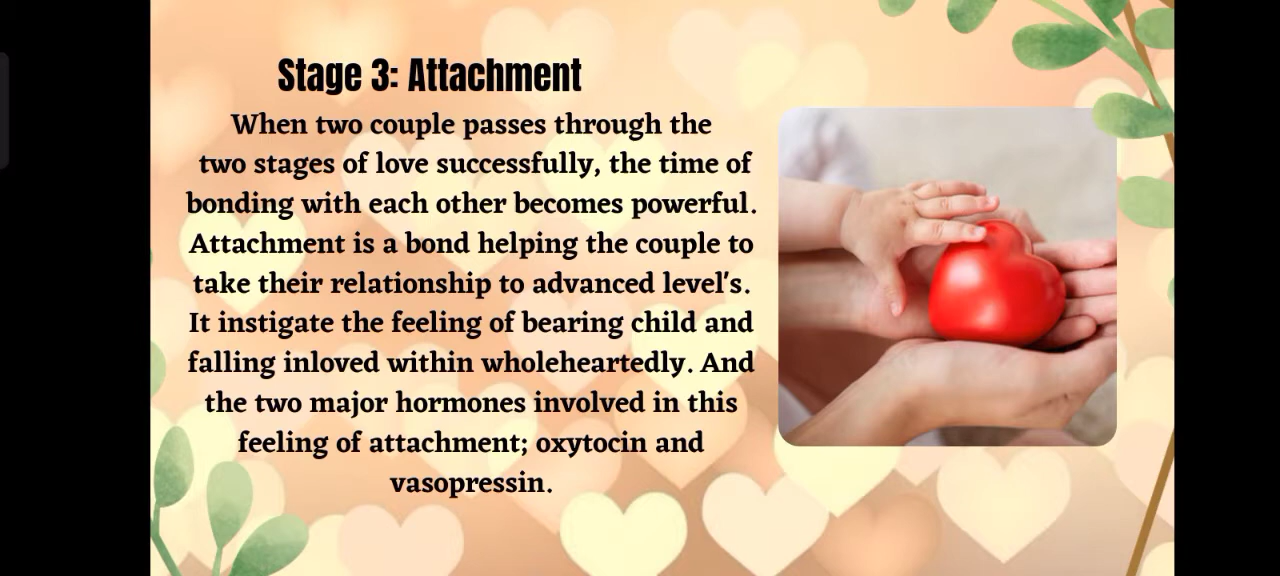 Stage 3: Attachment
When two couple passes through the
two stages of love successfully, the time of
bonding with each other becomes powerful.
Attachment is a bond helping the couple to
take their relationship to advanced level's.
It instigate the feeling of bearing child and
falling inloved within wholeheartedly. And
the two major hormones involved in this
feeling of attachment; oxytocin and
vasopressin.